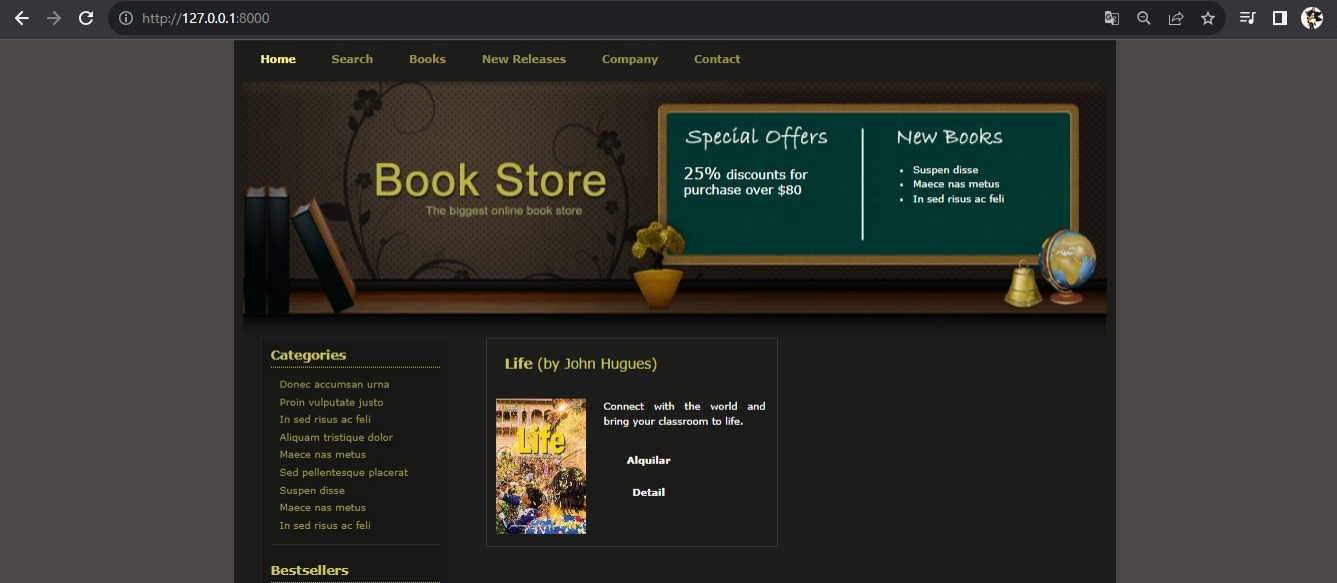 http://127.0.0.1:8000
Home Search Books New Releases Company Contact
Book Store
The biggest online book store
Special Offers
25% discounts for
purchase over $80
New Books
Suspen disse
Maece nas metus
In sed risus ac feli
Categories
Donec accumsan urna
Proin vulputate justo
In sed risus ac feli
Aliquam tristique dolor
Maece nas metus
Sed pellentesque placerat
Suspen disse
Maece nas metus
In sed risus ac feli
Bestsellers
Life (by John Hugues)
Life
Connect with the world and
bring your classroom to life.
Alquilar
Detail